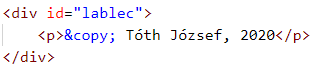 <div id="lablec">
<p>&copy; Tóth József, 2020</p>
</div>